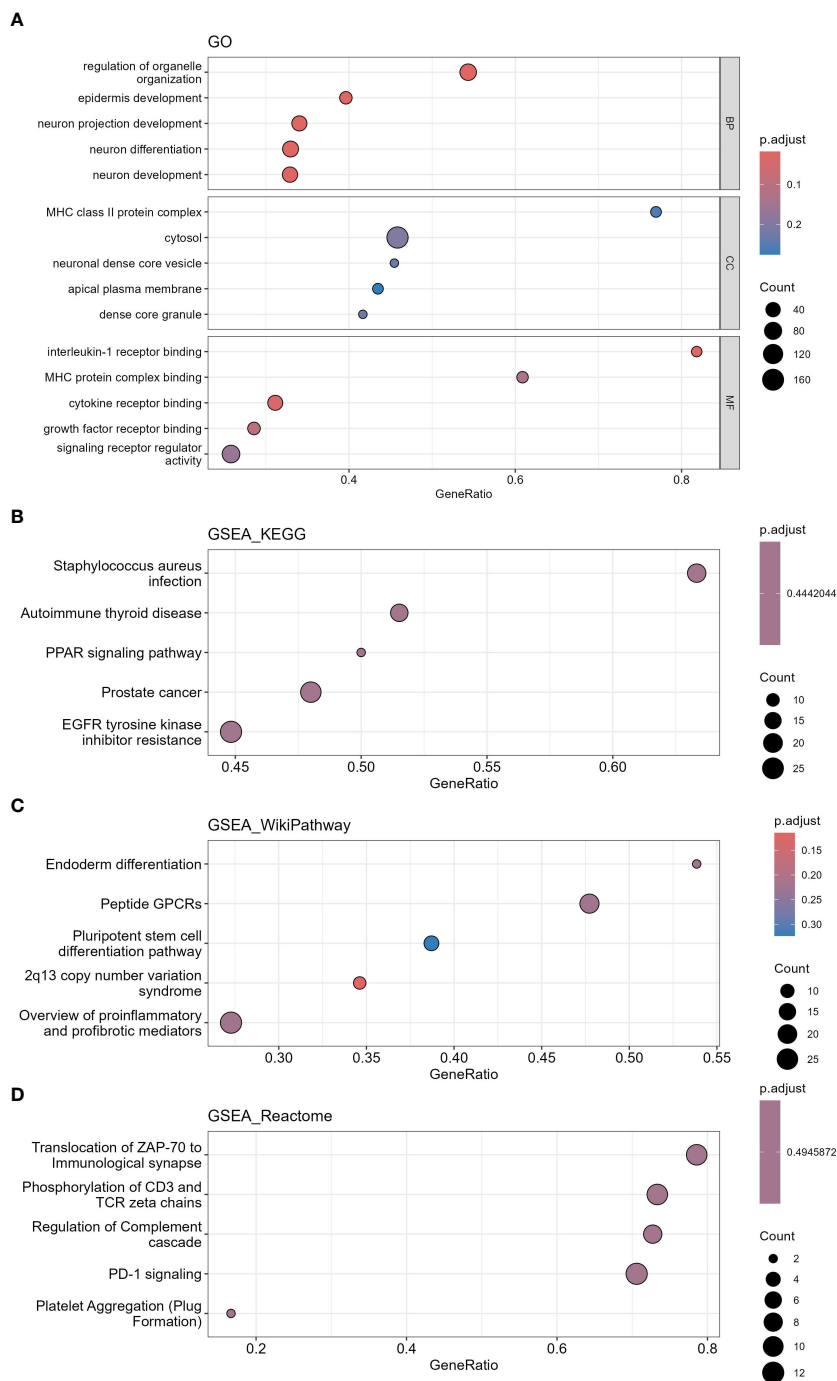 A
GO
regulation of organelle
organization
epidermis development
neuron projection development
neuron differentiation
neuron development
BP
MHC class II protein complex
cytosol
neuronal dense core vesicle
apical plasma membrane
dense core granule
CC
interleukin-1 receptor binding
MHC protein complex binding
cytokine receptor binding
growth factor receptor binding
signaling receptor regulator
activity
MF
0.4 0.6 0.8
GeneRatio
p.adjust
0.1
0.2
Count
40
80
120
160
B
GSEA_KEGG
Staphylococcus aureus
infection
Autoimmune thyroid disease
PPAR signaling pathway
Prostate cancer
EGFR tyrosine kinase
inhibitor resistance
0.45 0.50 0.55 0.60
GeneRatio
p.adjust
0.4442044
Count
10
15
20
25
C
GSEA_WikiPathway
Endoderm differentiation
Peptide GPCRs
Pluripotent stem cell
differentiation pathway
2q13 copy number variation
syndrome
Overview of proinflammatory
and profibrotic mediators
0.30 0.35 0.40 0.45 0.50 0.55
GeneRatio
p.adjust
0.15
0.20
0.25
0.30
Count
10
15
20
25
D
GSEA_Reactome
Translocation of ZAP-70 to
Immunological synapse
Phosphorylation of CD3 and
TCR zeta chains
Regulation of Complement
cascade
PD-1 signaling
Platelet Aggregation (Plug
Formation)
0.2 0.4 0.6 0.8
GeneRatio
p.adjust
0.4945872
Count
2
4
6
8
10
12